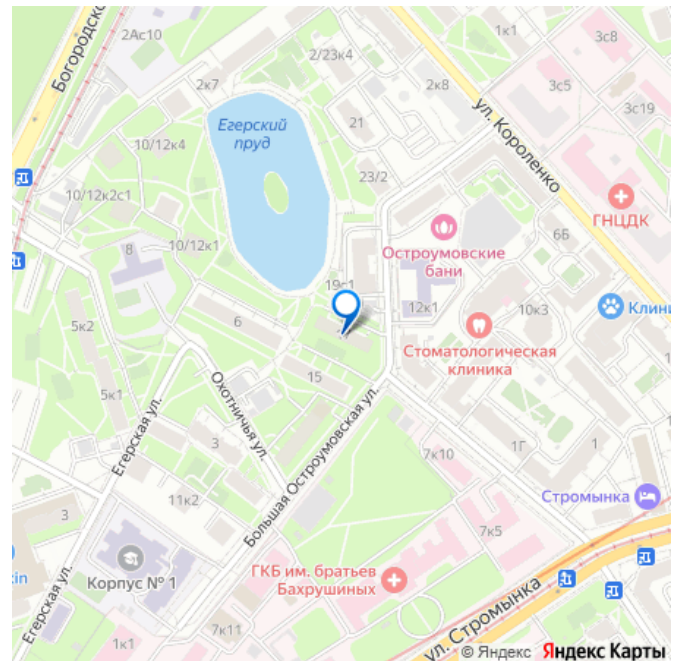 2Ас10
Богородско
2/23к4
1к1
3с8
2к7
2к8
3с5
3с19
Егерский
пруд
21
ул. Короленко
10/12к4
23/2
10/12к2с1
ГНЦДК
Остроумовские
бани
6Б
8
10/12к1
19с1
12к1
10к3
Клини
5к2
6
Стоматологическая
клиника
5к1
15
Охотничья ул.
Егерская ул.
Большая Остроумовская ул.
3
7к10
1Г
1
11к2
Стромынка
3
7к5
kin
Корпус № 1
ГКБ им. братьев
Бахрушиных
Егерская ул.
1к1
7к11
ул. Стромынка
© Яндекс Яндекс Карты